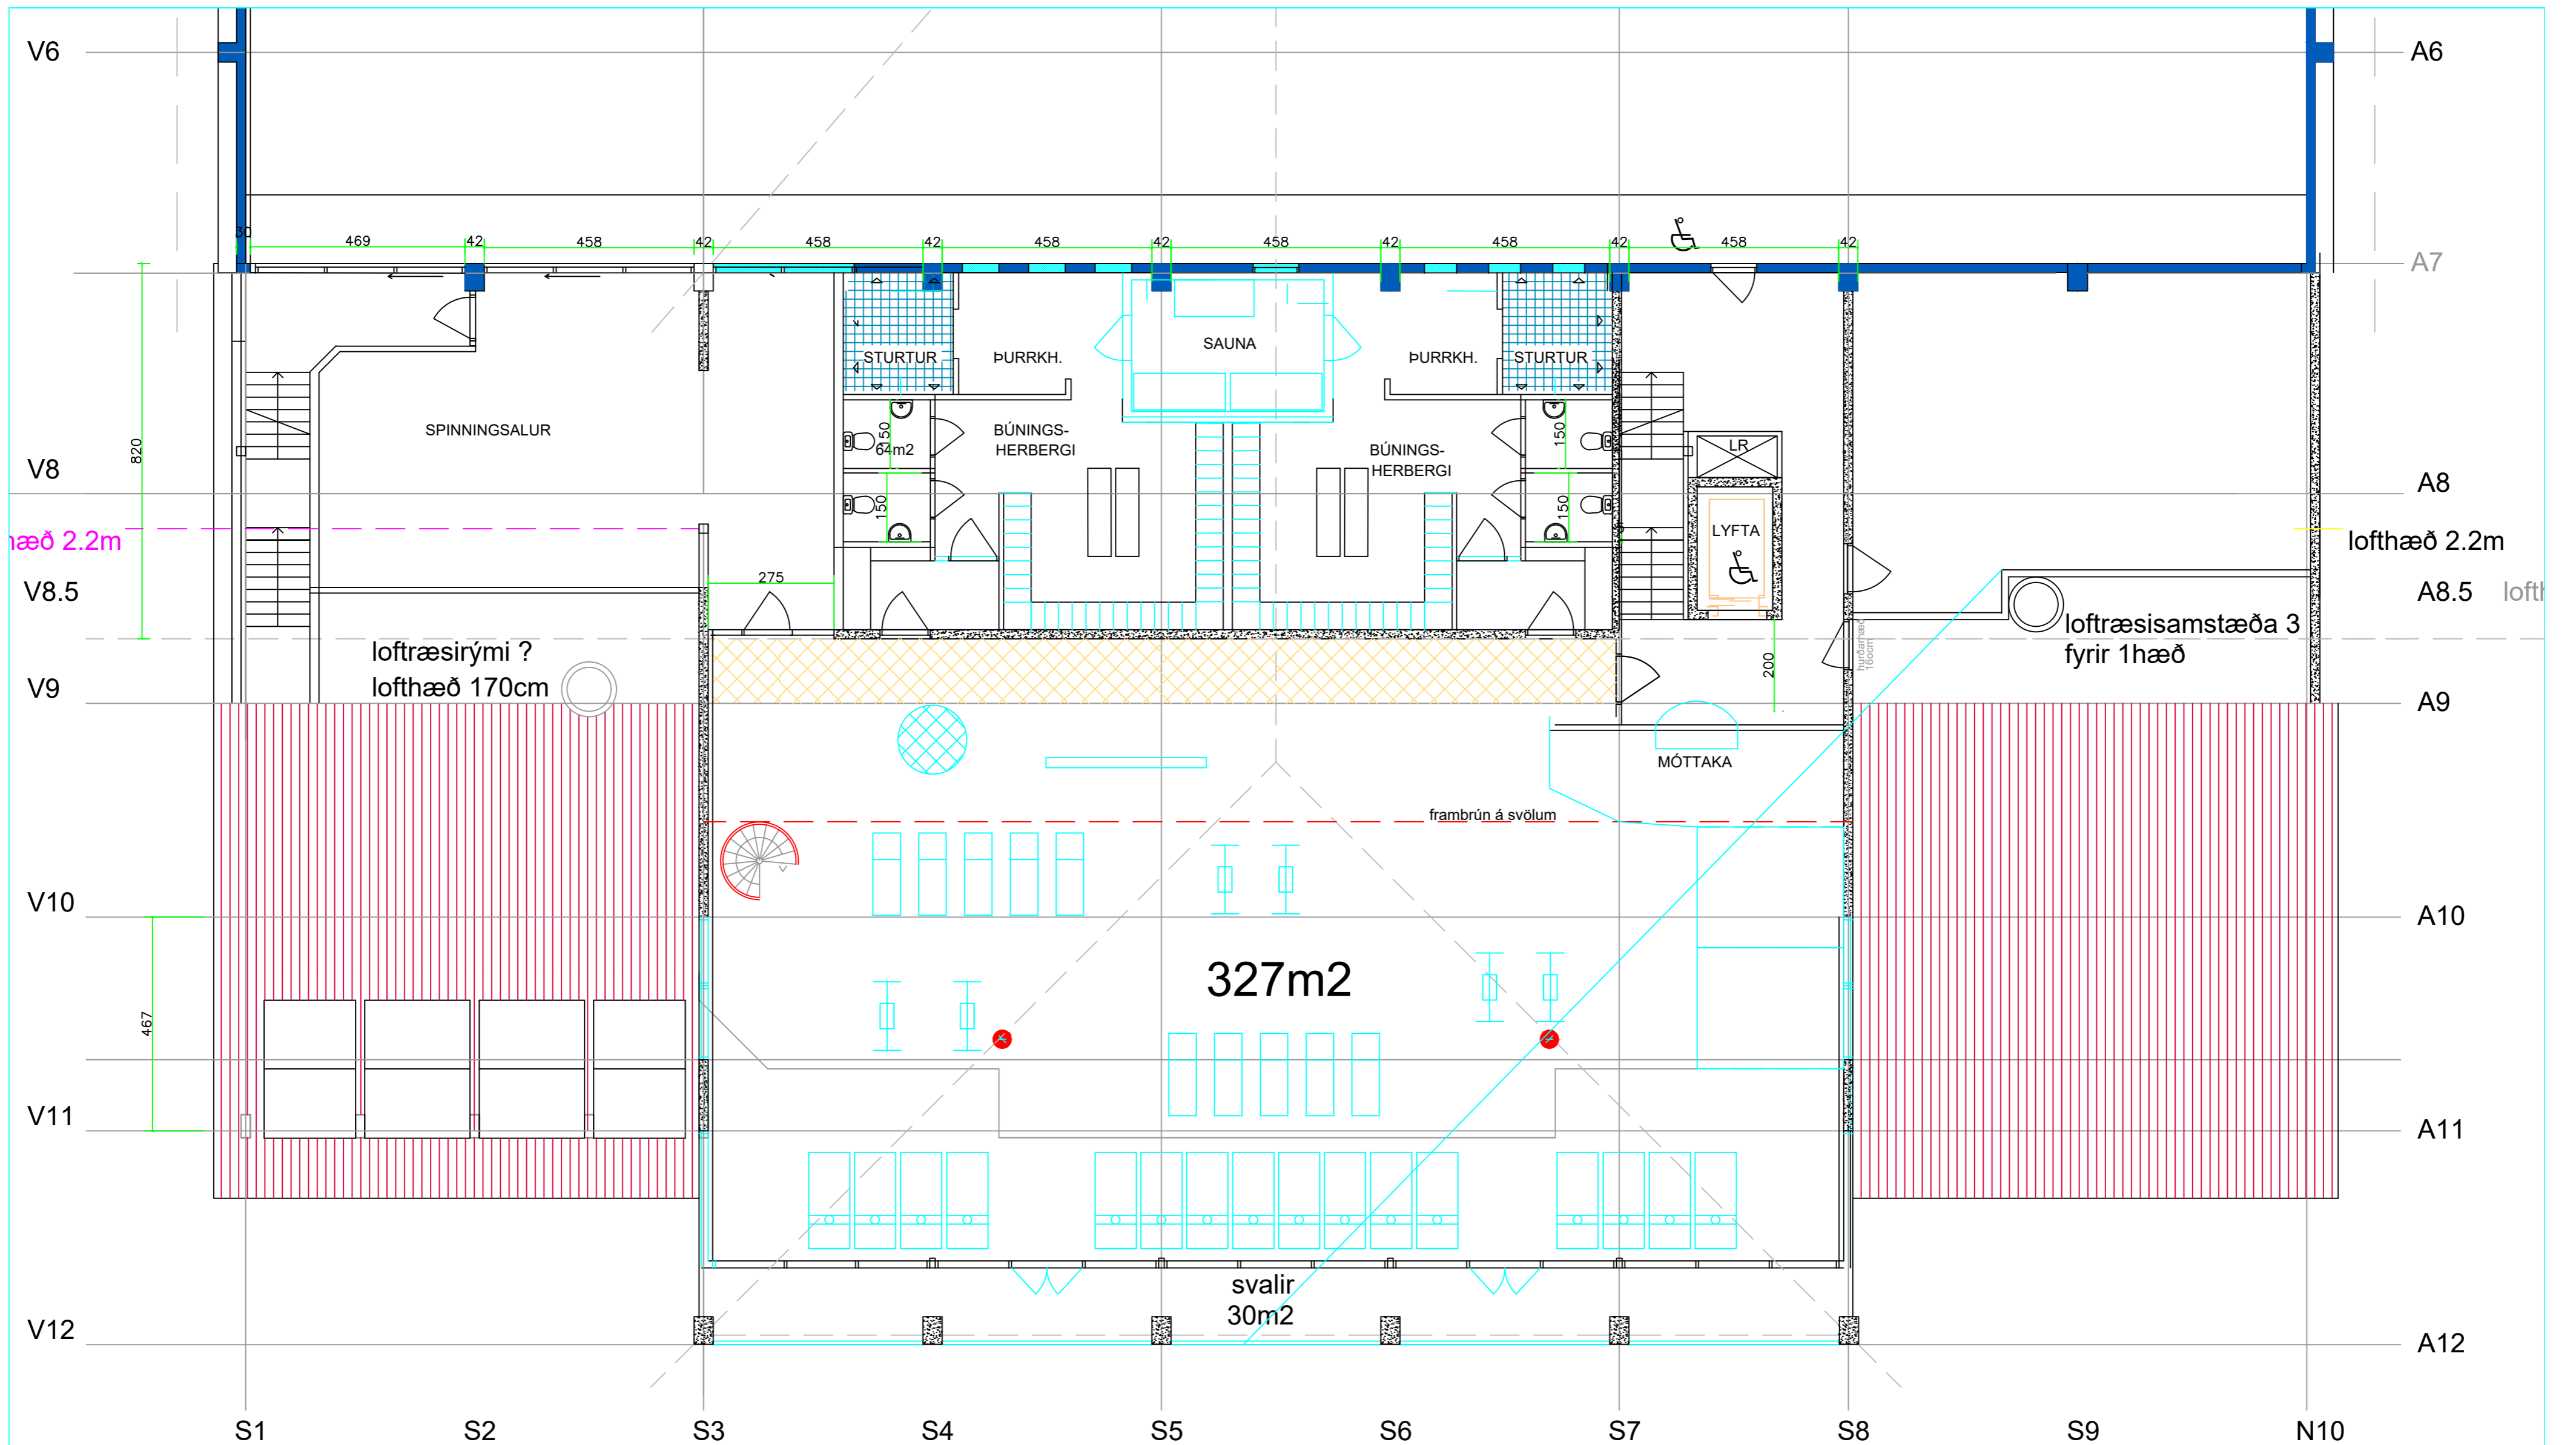 V6
A6
30
469
42
458
42
458
42
458
42
458
42
458
42
458
42
A7
STURTUR
ÞURRKH.
SAUNA
ÞURRKH.
STURTUR
SPINNINGSALUR
BÚNINGS-
HERBERGI
BÚNINGS-
HERBERGI
150
64m2
150
150
150
LR
820
V8
A8
LYFTA
hæð 2.2m
lofthæð 2.2m
275
V8.5
A8.5
loftræsirými ?
lofthæð 170cm
loftræsisamstæða 3
fyrir 1hæð
200
V9
A9
MÓTTAKA
frambrún á svölum
V10
A10
327m2
467
V11
A11
svalir
30m2
V12
A12
S1
S2
S3
S4
S5
S6
S7
S8
S9
N10